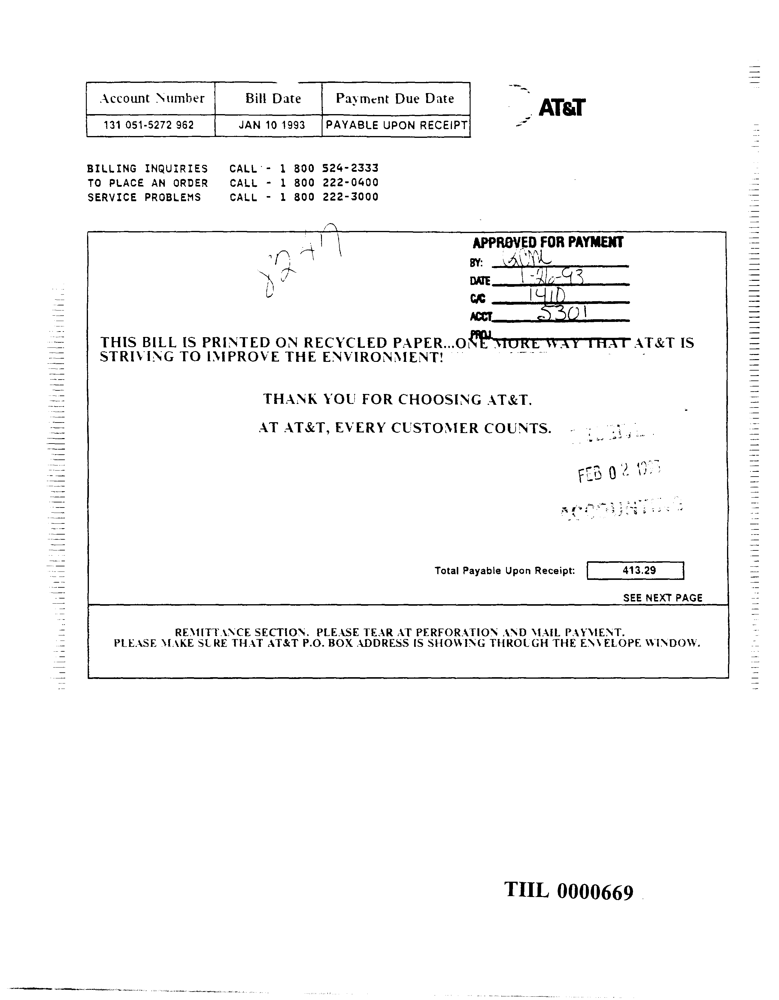 Account Number Bill Date Payment Due Date
131 051-5272 962 JAN 10 1993 PAYABLE UPON RECEIPT
AT&T
BILLING INQUIRIES CALL - 1 800 524-2333
TO PLACE AN ORDER CALL - 1 800 222-0400
SERVICE PROBLEMS CALL - 1 800 222-3000
APPROVED FOR PAYMENT
BY:
DATE 1-26-93
C/C 1410
ACCT 5301
PROJ
THIS BILL IS PRINTED ON RECYCLED PAPER...ONE MORE WAY THAT AT&T IS
STRIVING TO IMPROVE THE ENVIRONMENT!
THANK YOU FOR CHOOSING AT&T.
AT AT&T, EVERY CUSTOMER COUNTS.
FEB 02
ACCOUNTING
Total Payable Upon Receipt: 413.29
SEE NEXT PAGE
REMITTANCE SECTION. PLEASE TEAR AT PERFORATION AND MAIL PAYMENT.
PLEASE MAKE SURE THAT AT&T P.O. BOX ADDRESS IS SHOWING THROUGH THE ENVELOPE WINDOW.
TIIL 0000669